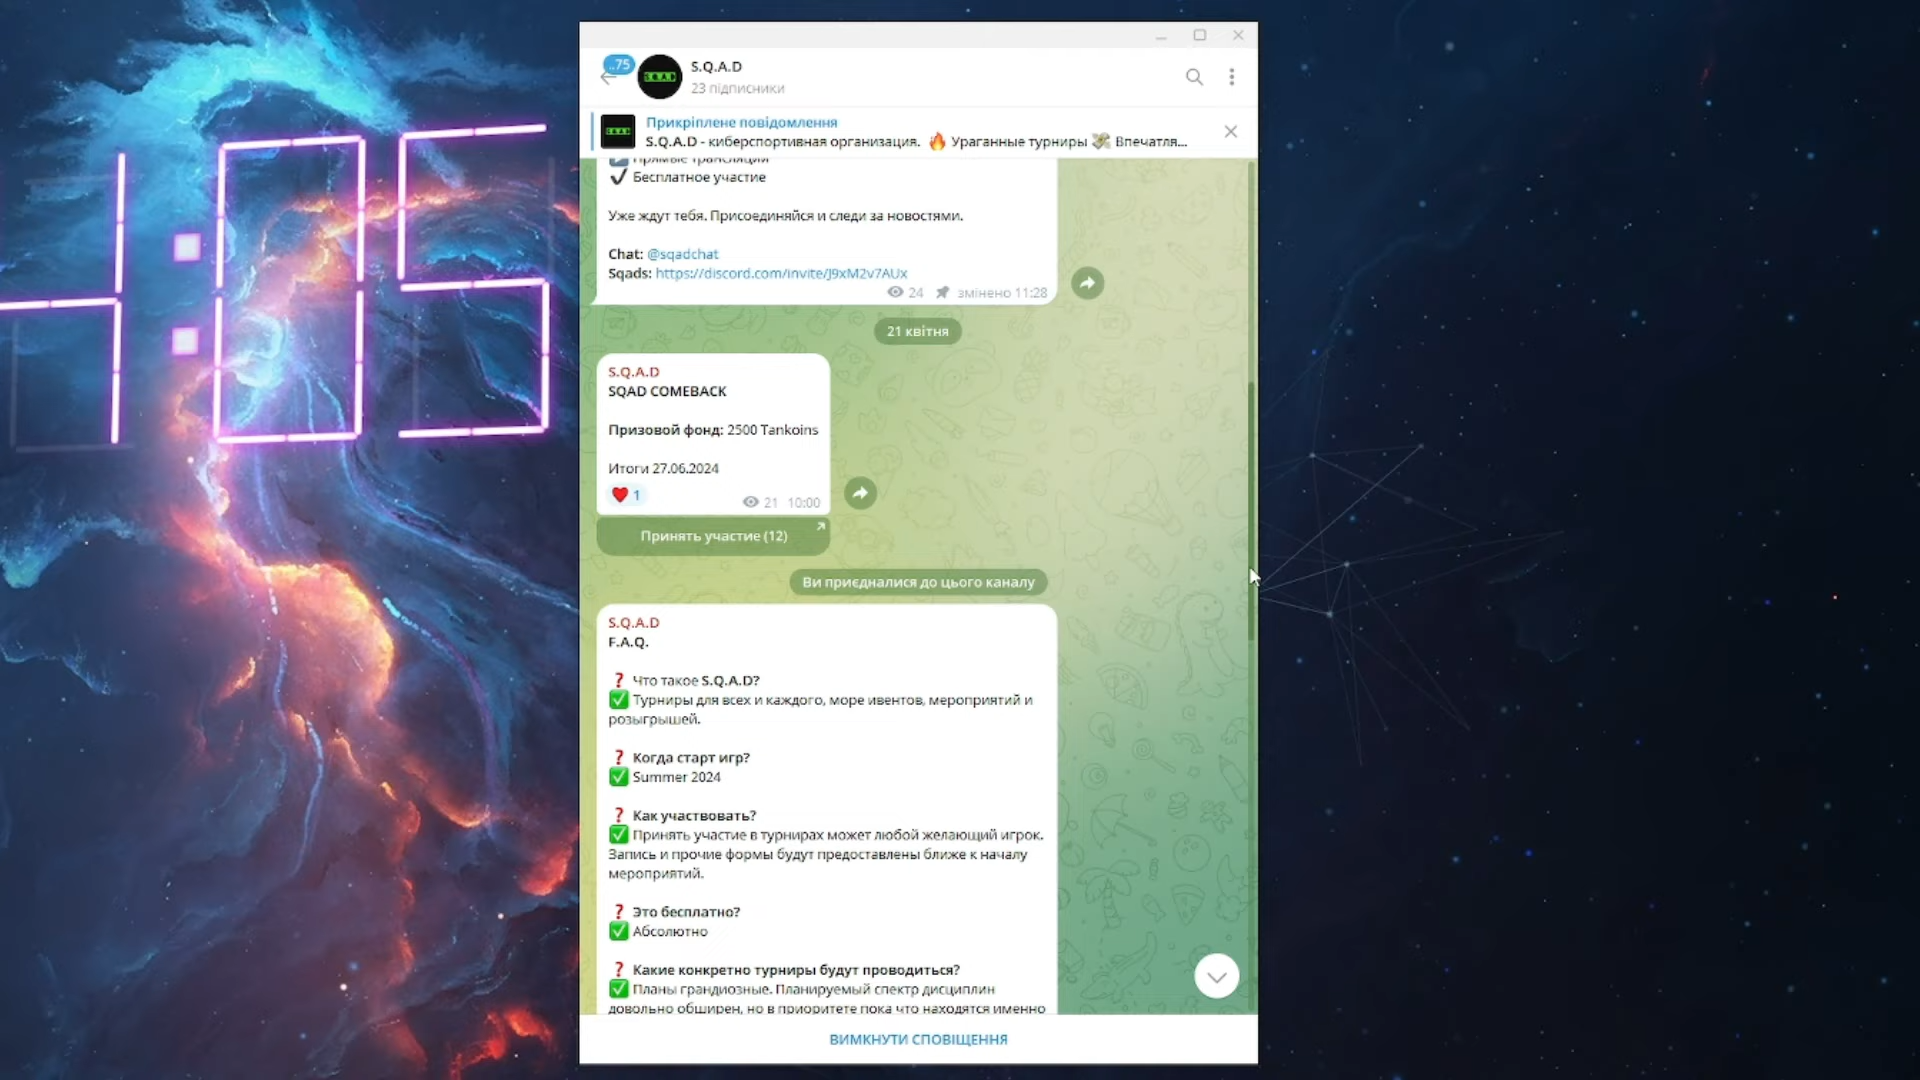 4:05
..75
S.Q.A.D
S.Q.A.D
23 підписники
S.Q.A.D
Прикріплене повідомлення
S.Q.A.D - киберспортивная организация. 🔥 Ураганные турниры 💸 Впечатля...
Прямые трансляции
✔ Бесплатное участие
Уже ждут тебя. Присоединяйся и следи за новостями.
Chat: @sqadchat
Sqads: https://discord.com/invite/J9xM2v7AUx
24 змінено 11:28
21 квітня
S.Q.A.D
SQAD COMEBACK
Призовой фонд: 2500 Tankoins
Итоги 27.06.2024
❤ 1
21 10:00
Принять участие (12)
Ви приєдналися до цього каналу
S.Q.A.D
F.A.Q.
❓ Что такое S.Q.A.D?
✅ Турниры для всех и каждого, море ивентов, мероприятий и
розыгрышей.
❓ Когда старт игр?
✅ Summer 2024
❓ Как участвовать?
✅ Принять участие в турнирах может любой желающий игрок.
Запись и прочие формы будут предоставлены ближе к началу
мероприятий.
❓ Это бесплатно?
✅ Абсолютно
❓ Какие конкретно турниры будут проводиться?
✅ Планы грандиозные. Планируемый спектр дисциплин
довольно обширен, но в приоритете пока что находятся именно
ВИМКНУТИ СПОВІЩЕННЯ